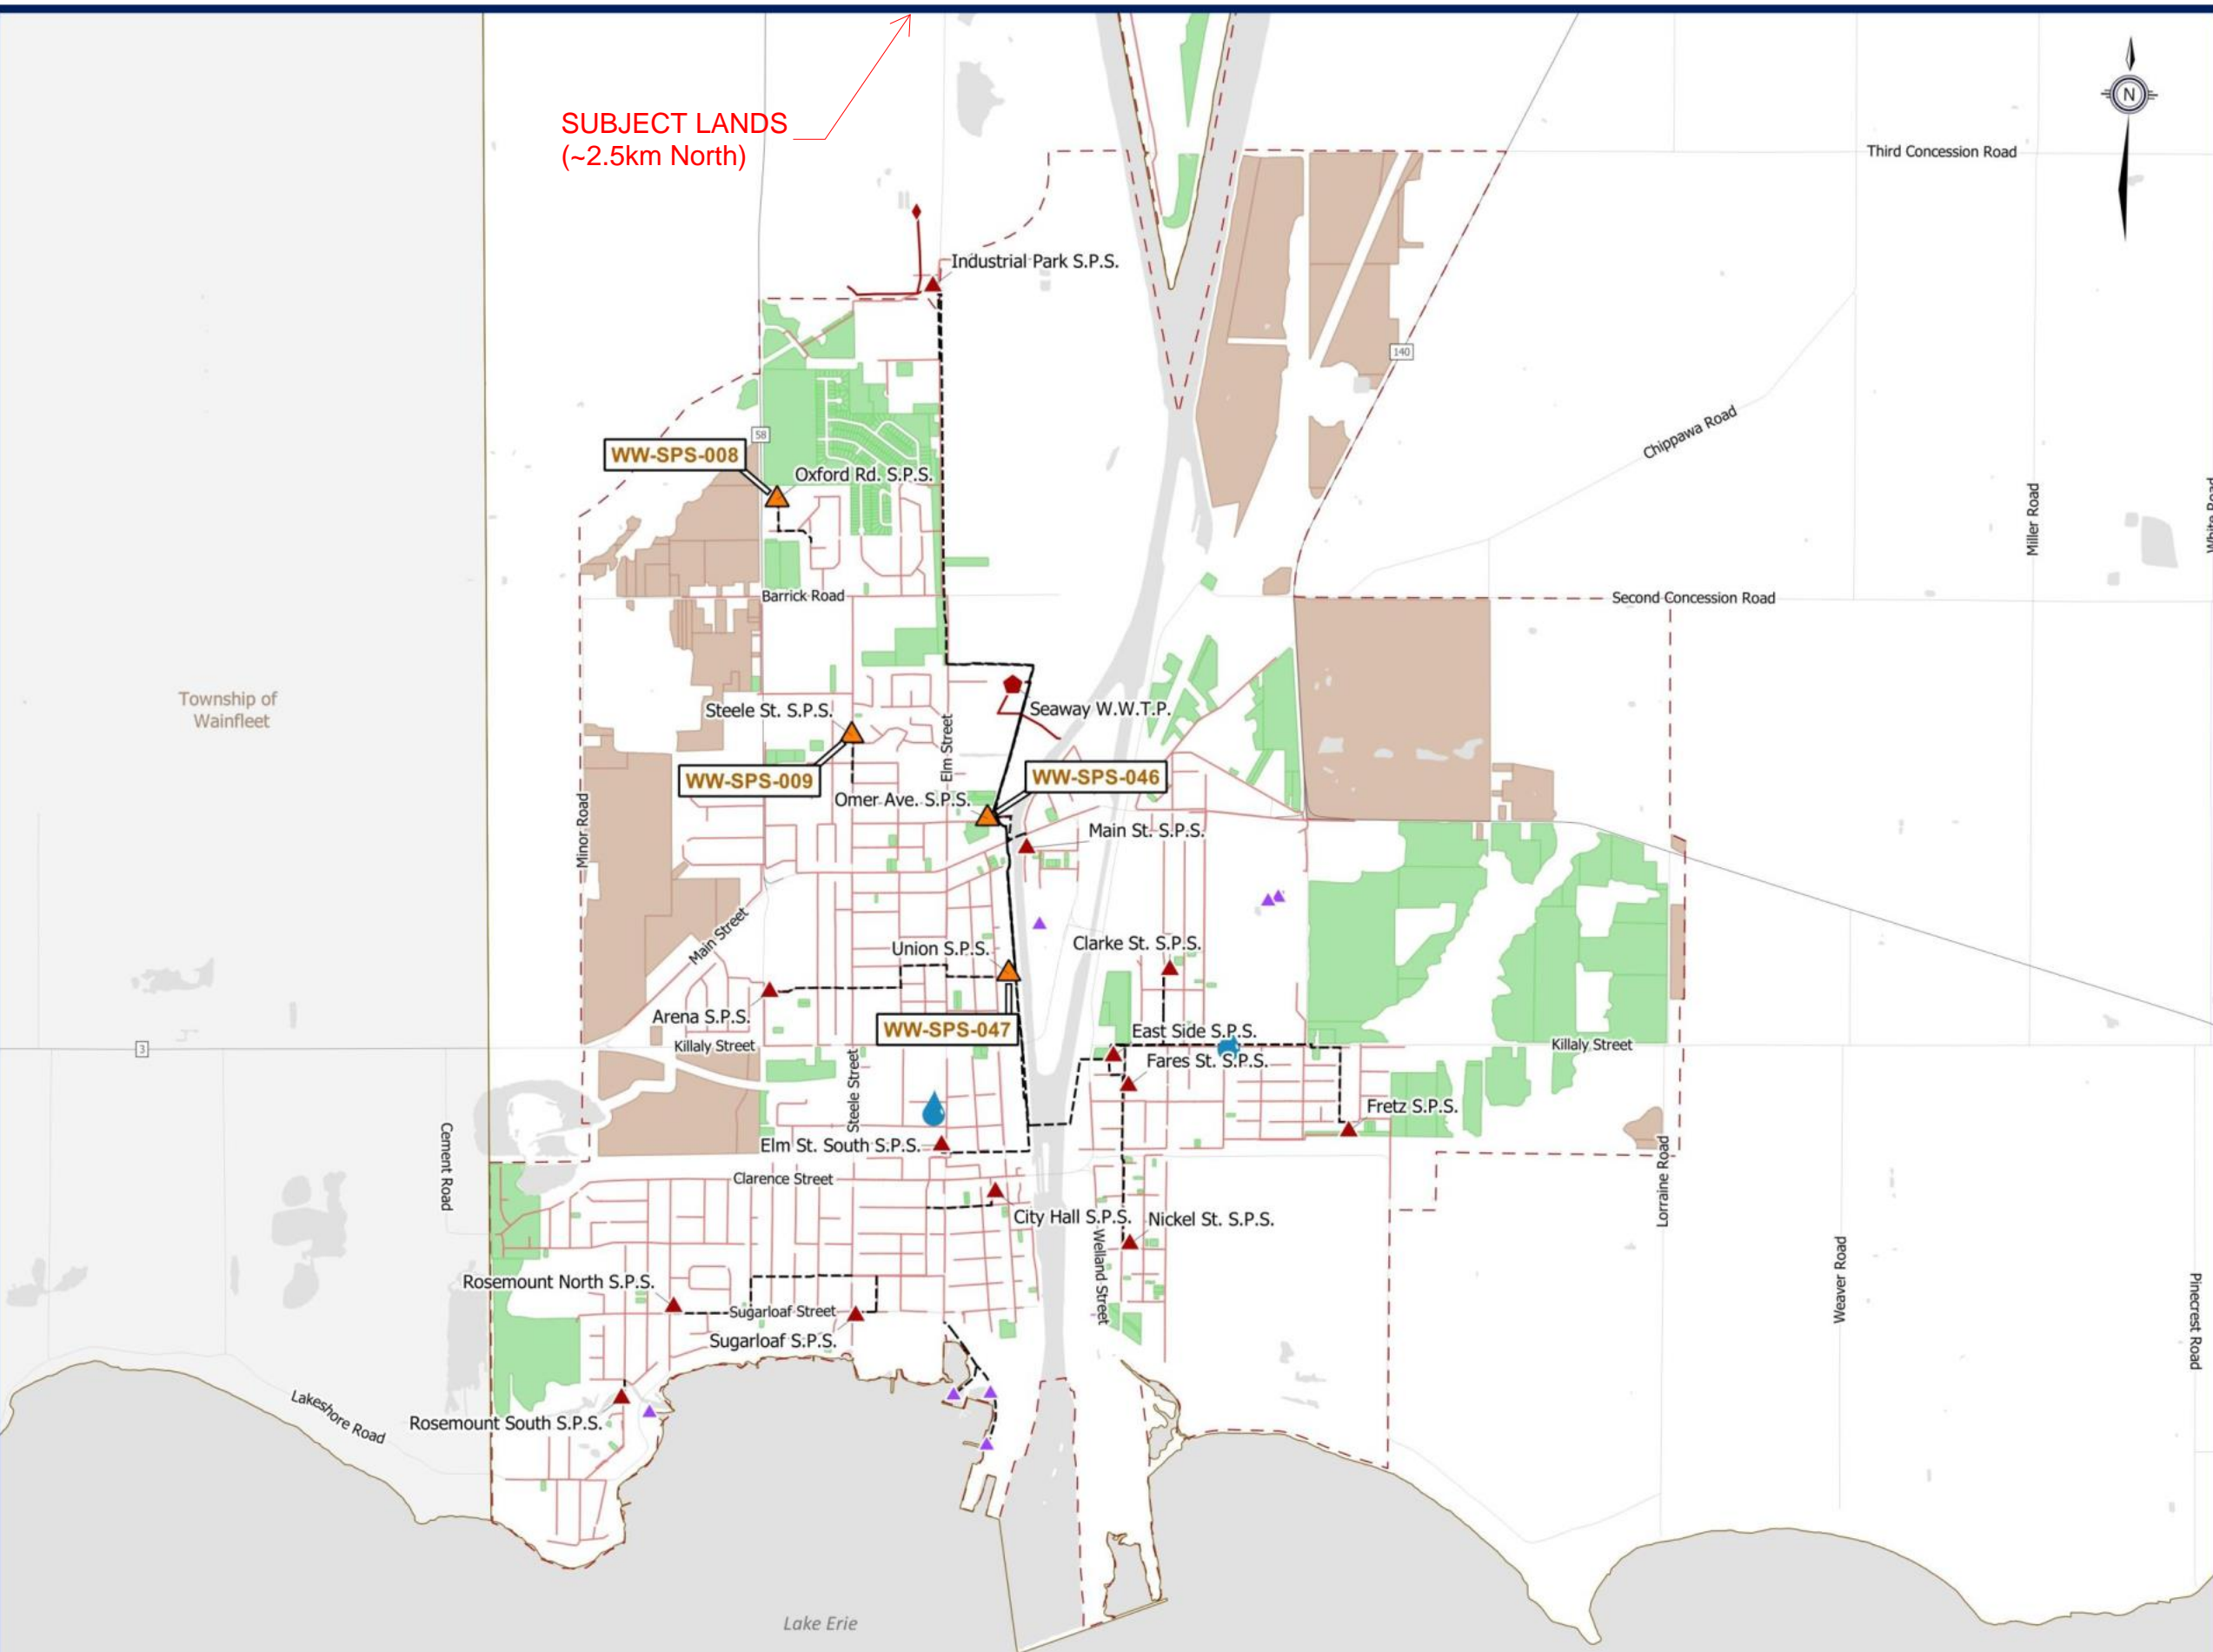 SUBJECT LANDS
(~2.5km North)
N
Third Concession Road
Industrial Park S.P.S.
140
Chippawa Road
58
WW-SPS-008
Oxford Rd. S.P.S.
Miller Road
White Road
Barrick Road
Second Concession Road
Township of
Wainfleet
Steele St. S.P.S.
Seaway W.W.T.P.
Elm Street
WW-SPS-009
WW-SPS-046
Omer Ave. S.P.S.
Main St. S.P.S.
Minor Road
Main Street
Union S.P.S.
Clarke St. S.P.S.
Arena S.P.S.
WW-SPS-047
East Side S.P.S.
3
Killaly Street
Killaly Street
Fares St. S.P.S.
Steele Street
Fretz S.P.S.
Cement Road
Elm St. South S.P.S.
Clarence Street
Lorraine Road
City Hall S.P.S.
Nickel St. S.P.S.
Welland Street
Weaver Road
Rosemount North S.P.S.
Sugarloaf Street
Sugarloaf S.P.S.
Pinecrest Road
Lakeshore Road
Rosemount South S.P.S.
Lake Erie